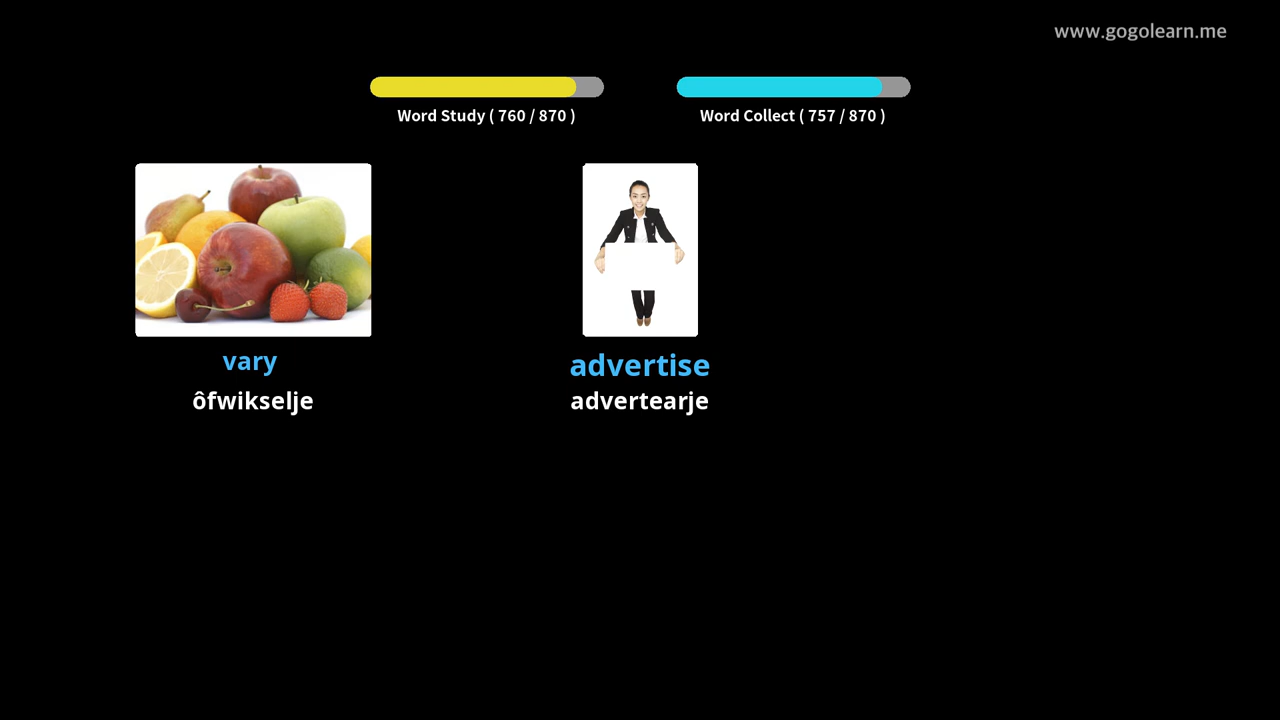 www.gogolearn.me
Word Study ( 760 / 870 )
Word Collect ( 757 / 870 )
vary
ôfwikselje
advertise
advertearje